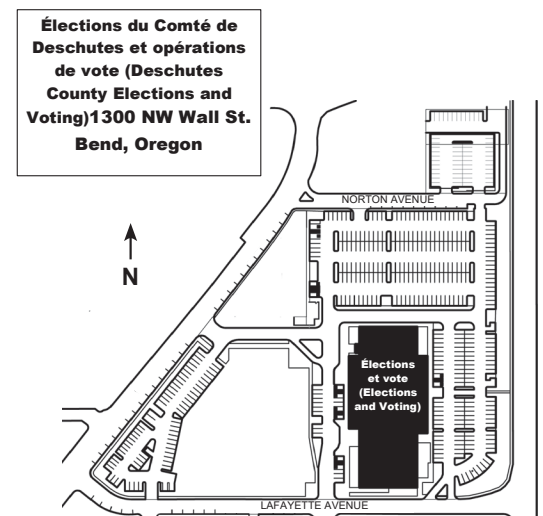 Élections du Comté de
Deschutes et opérations
de vote (Deschutes
County Elections and
Voting)1300 NW Wall St.
Bend, Oregon
NORTON AVENUE
N
Élections
et vote
(Elections
and Voting)
LAFAYETTE AVENUE